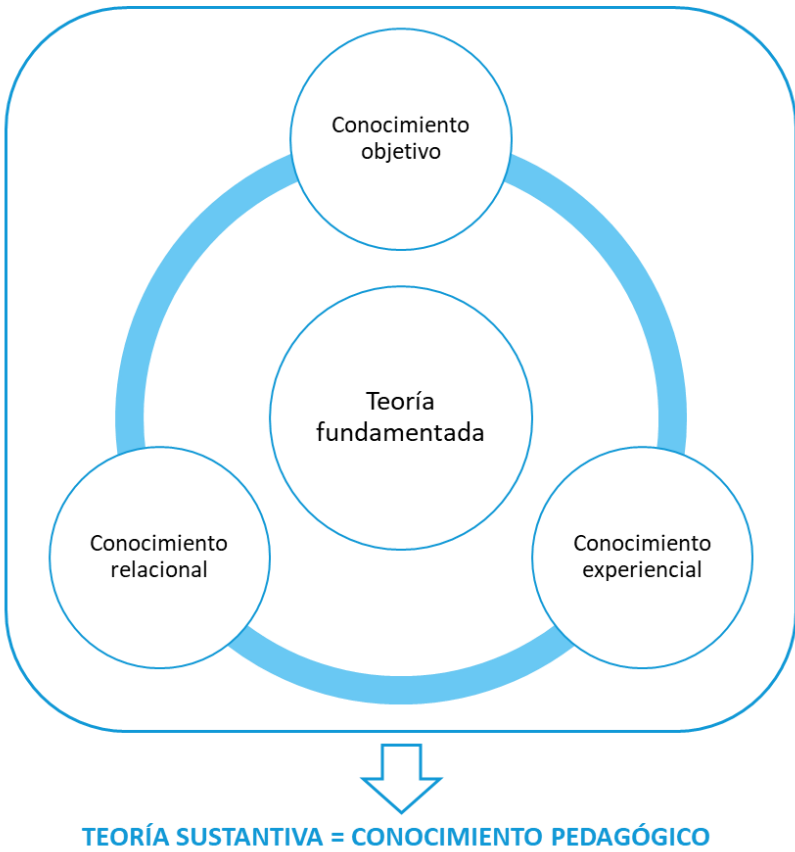 Conocimiento
objetivo
Teoría
fundamentada
Conocimiento
relacional
Conocimiento
experiencial
TEORÍA SUSTANTIVA = CONOCIMIENTO PEDAGÓGICO